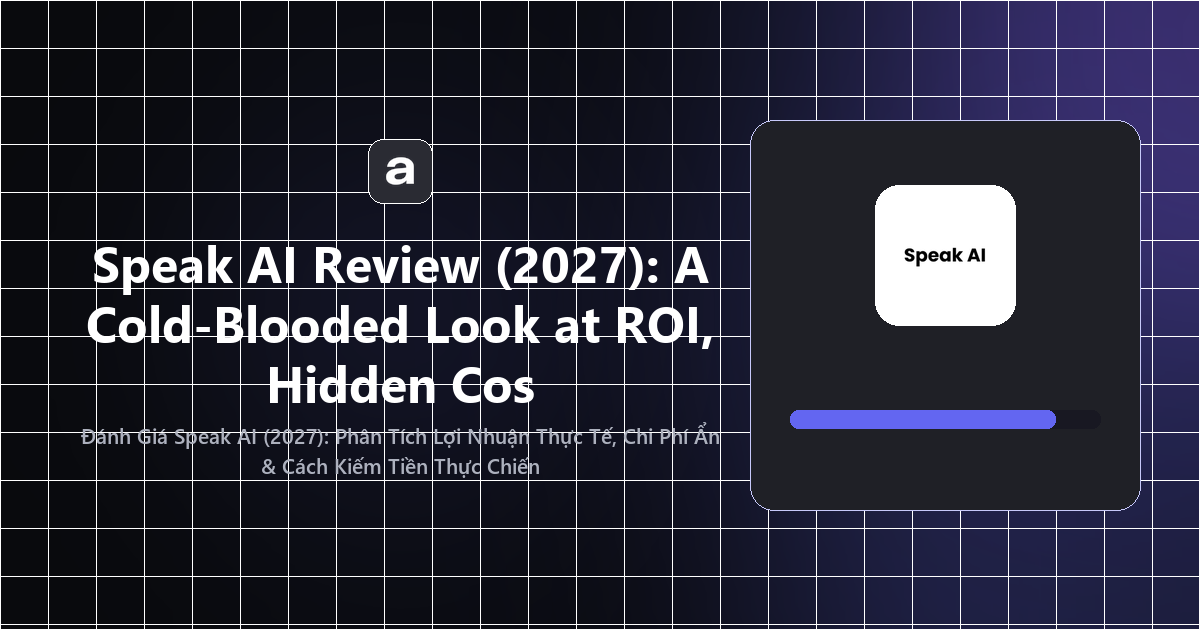 a
Speak AI Review (2027): A
Cold-Blooded Look at ROI,
Hidden Cos
Đánh Giá Speak AI (2027): Phân Tích Lợi Nhuận Thực Tế, Chi Phí Ẩn
& Cách Kiếm Tiền Thực Chiến
Speak AI